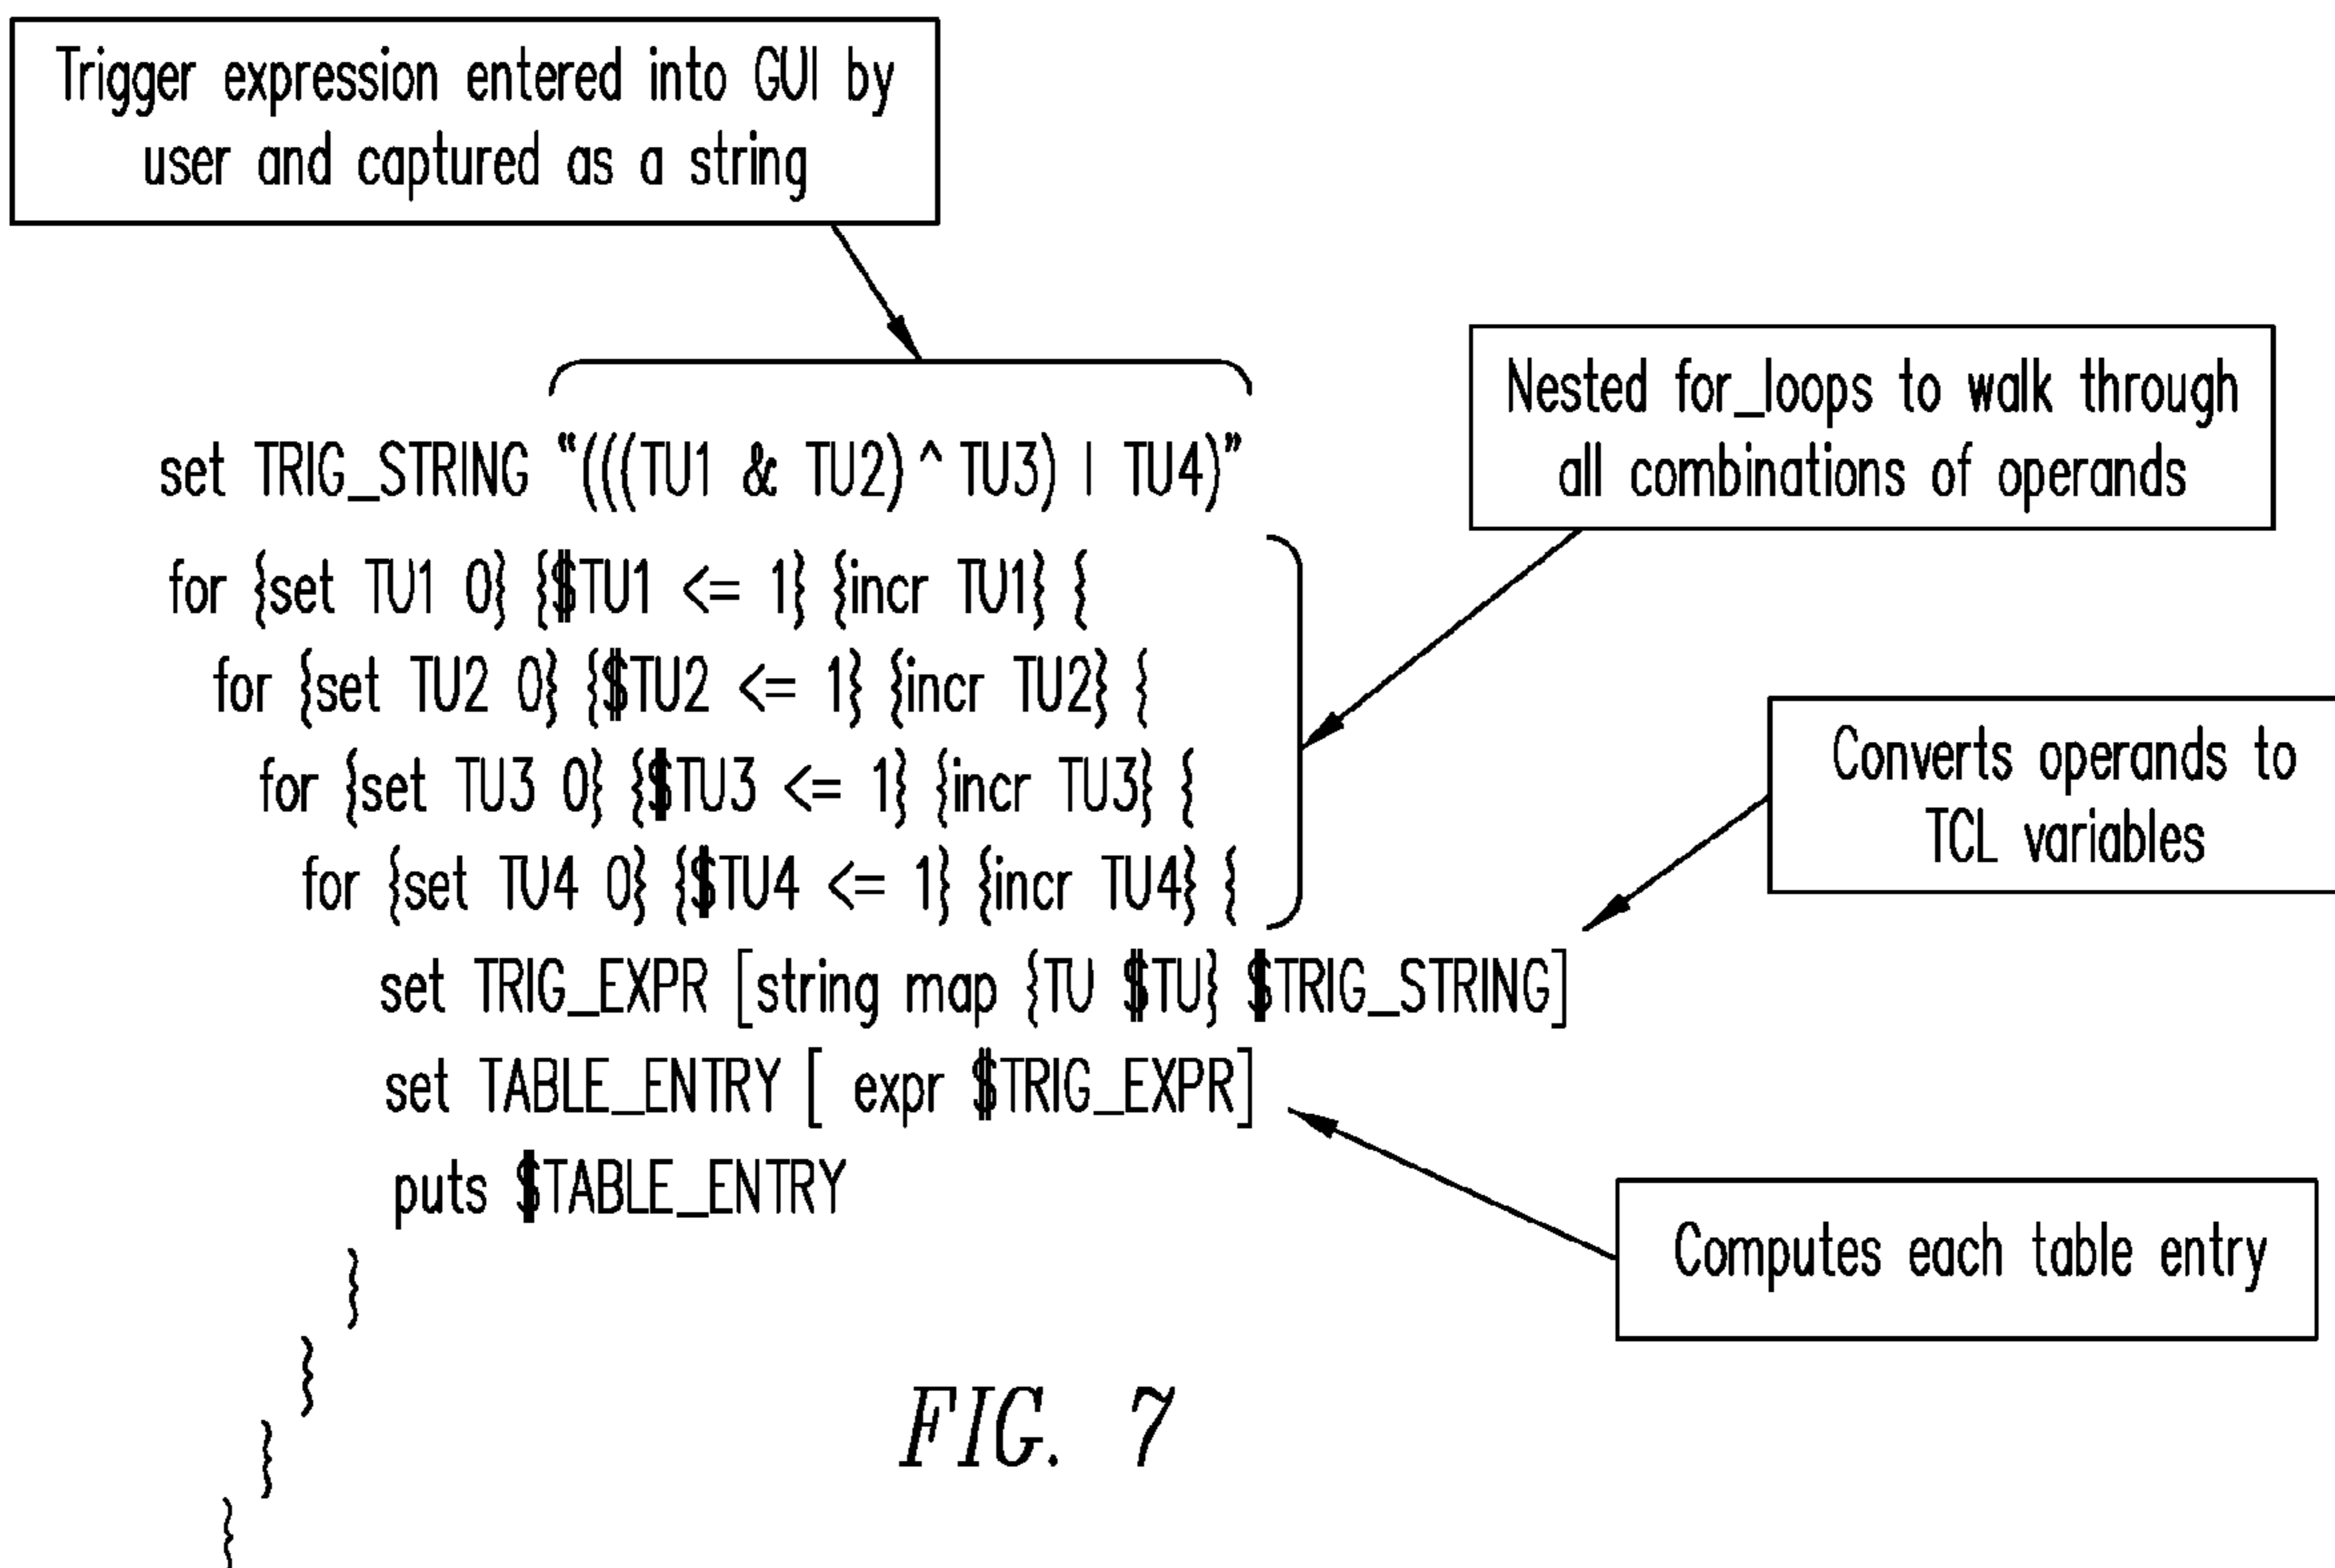 Trigger expression entered into GUI by
user and captured as a string
set TRIG_STRING “(((TU1 & TU2) ^ TU3) | TU4)”
Nested for_loops to walk through
all combinations of operands
for {set TU1 0} {$TU1 <= 1} {incr TU1} {
for {set TU2 0} {$TU2 <= 1} {incr TU2} {
for {set TU3 0} {$TU3 <= 1} {incr TU3} {
for {set TU4 0} {$TU4 <= 1} {incr TU4} {
Converts operands to
TCL variables
set TRIG_EXPR [string map {TU $TU} $TRIG_STRING]
set TABLE_ENTRY [ expr $TRIG_EXPR]
puts $TABLE_ENTRY
Computes each table entry
}
}
}
}
FIG. 7